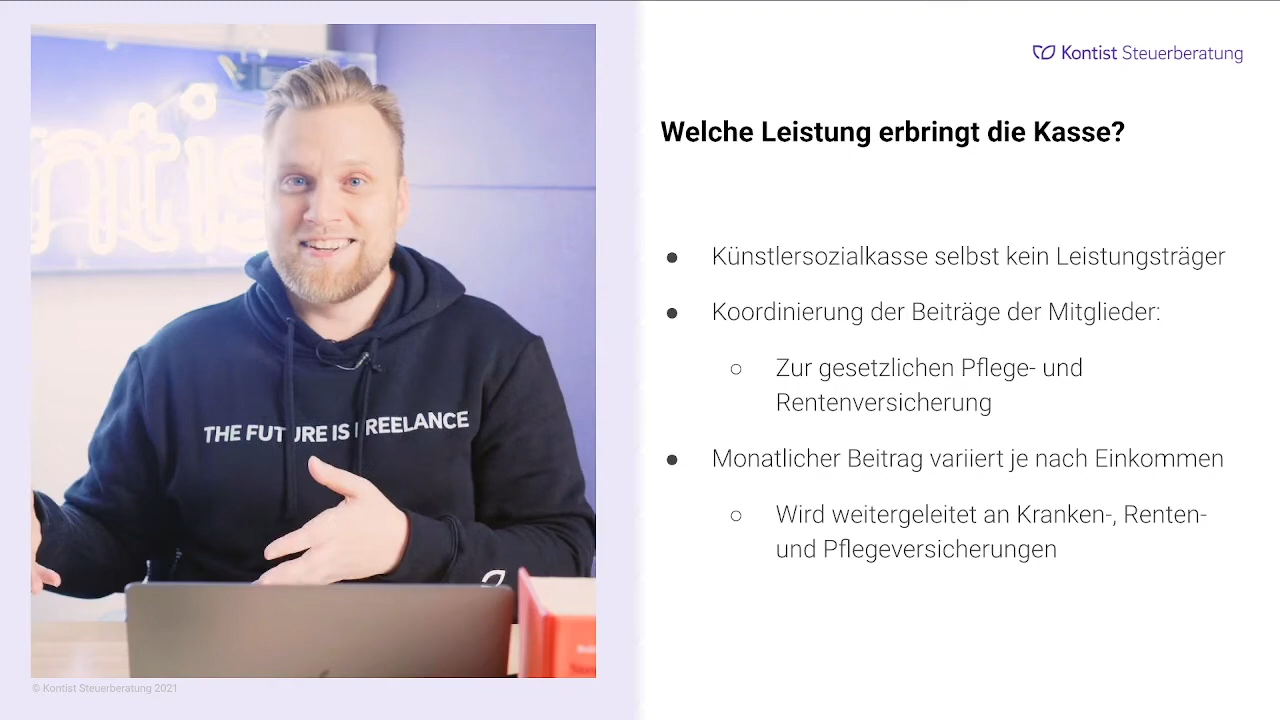 Kontist Steuerberatung
Welche Leistung erbringt die Kasse?
● Künstlersozialkasse selbst kein Leistungsträger
● Koordinierung der Beiträge der Mitglieder:
○ Zur gesetzlichen Pflege- und
Rentenversicherung
● Monatlicher Beitrag variiert je nach Einkommen
○ Wird weitergeleitet an Kranken-, Renten-
und Pflegeversicherungen
ntis
THE FUTURE IS FREELANCE
© Kontist Steuerberatung 2021